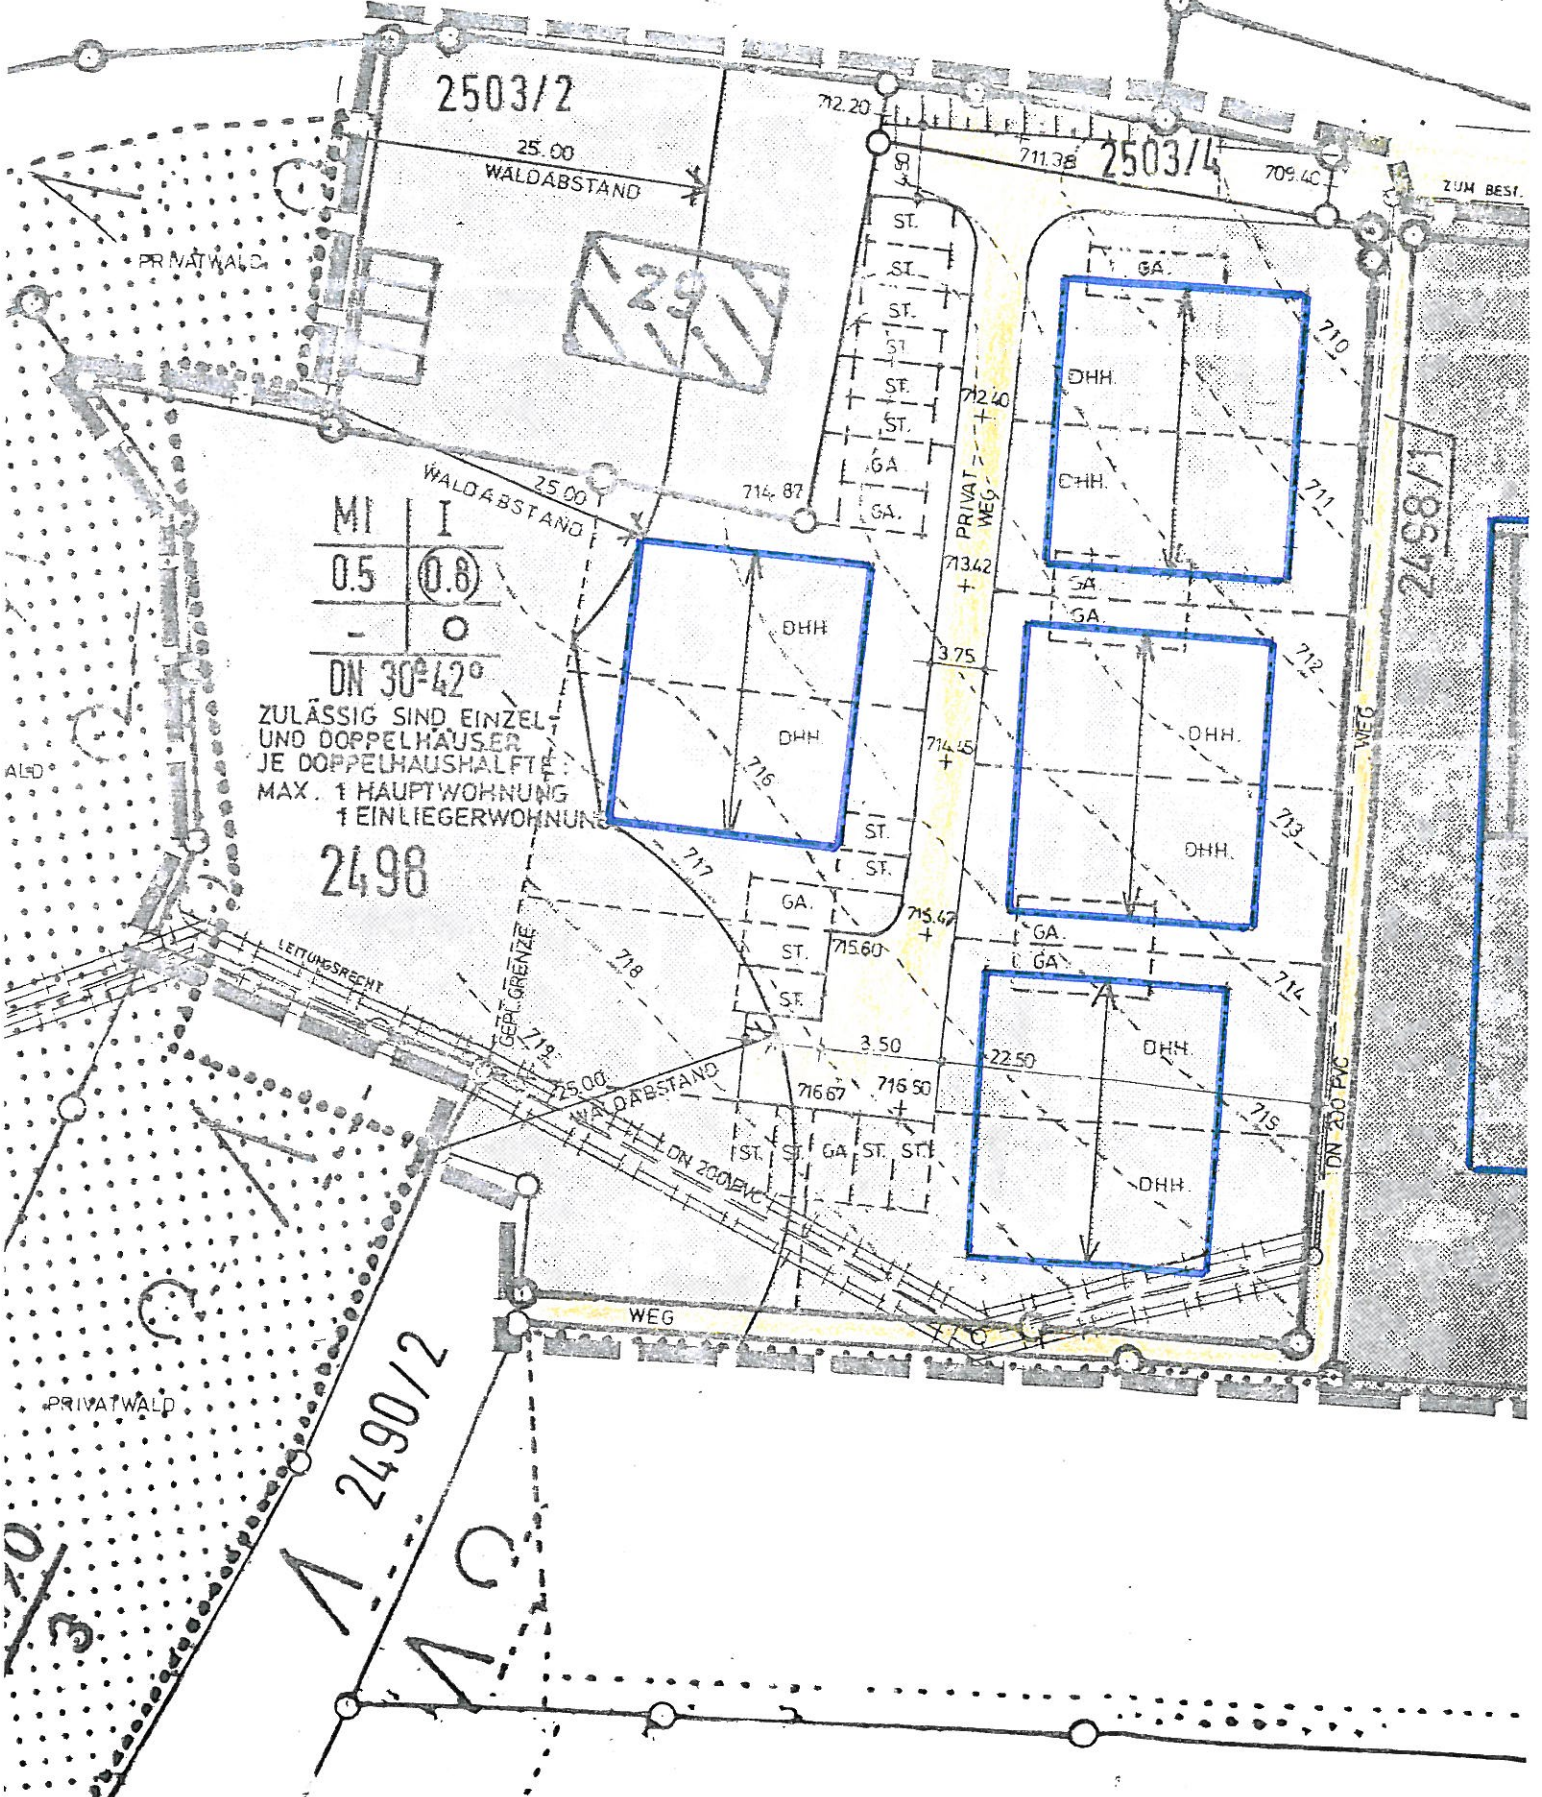 2503/2
25.00
WALDABSTAND
712.20
711.38
2503/4
709.40
ZUM BEST.
PRIVATWALD
29
ST.
ST.
ST.
ST.
ST.
ST.
GA
GA.
GA.
DHH.
DHH.
710
711
712.40
PRIVAT
WEG
713.42
2498/1
WALDABSTAND
25.00
714.87
MI I
0.5 0.8
- O
DN 30°-42°
ZULÄSSIG SIND EINZEL-
UND DOPPELHÄUSER
JE DOPPELHAUSHÄLFTE:
MAX. 1 HAUPTWOHNUNG
1 EINLIEGERWOHNUNG
2498
DHH
DHH.
716
GA.
GA.
3.75
714.45
712
DHH.
DHH.
713
WEG
ALD
717
ST.
ST.
GA.
ST.
ST.
715.60
715.47
GA.
GA.
714
LEITUNGSRECHT
GEPL. GRENZE
718
719
25.00
WALDABSTAND
3.50
22.50
716.67
716.50
DHH.
DHH.
715
DN 200 PVC
ST.
ST.
GA
ST.
ST.
DN 200 PVC
WEG
PRIVATWALD
2490/2
3